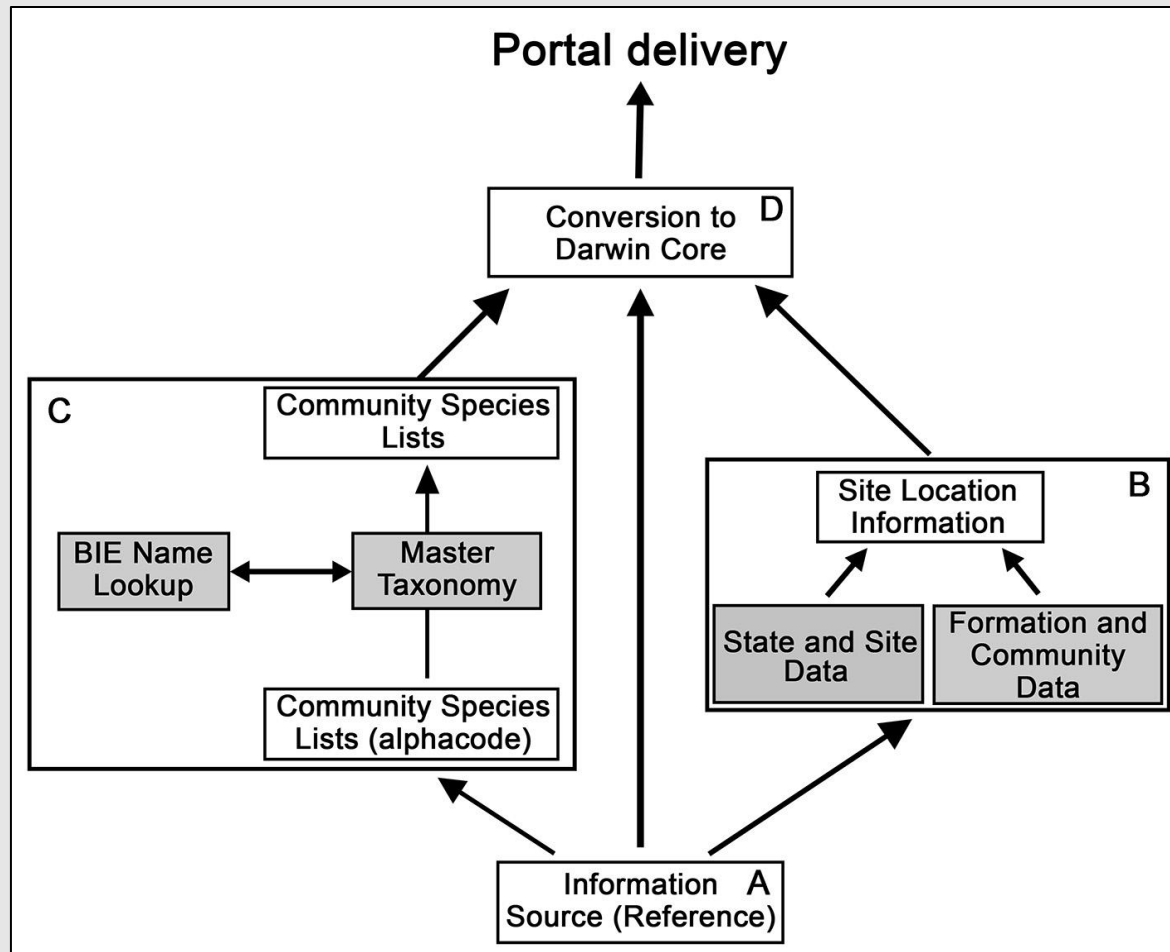 Portal delivery
Conversion to D
Darwin Core
C
Community Species
Lists
BIE Name
Lookup
Master
Taxonomy
Community Species
Lists (alphacode)
B
Site Location
Information
State and Site
Data
Formation and
Community
Data
Information A
Source (Reference)